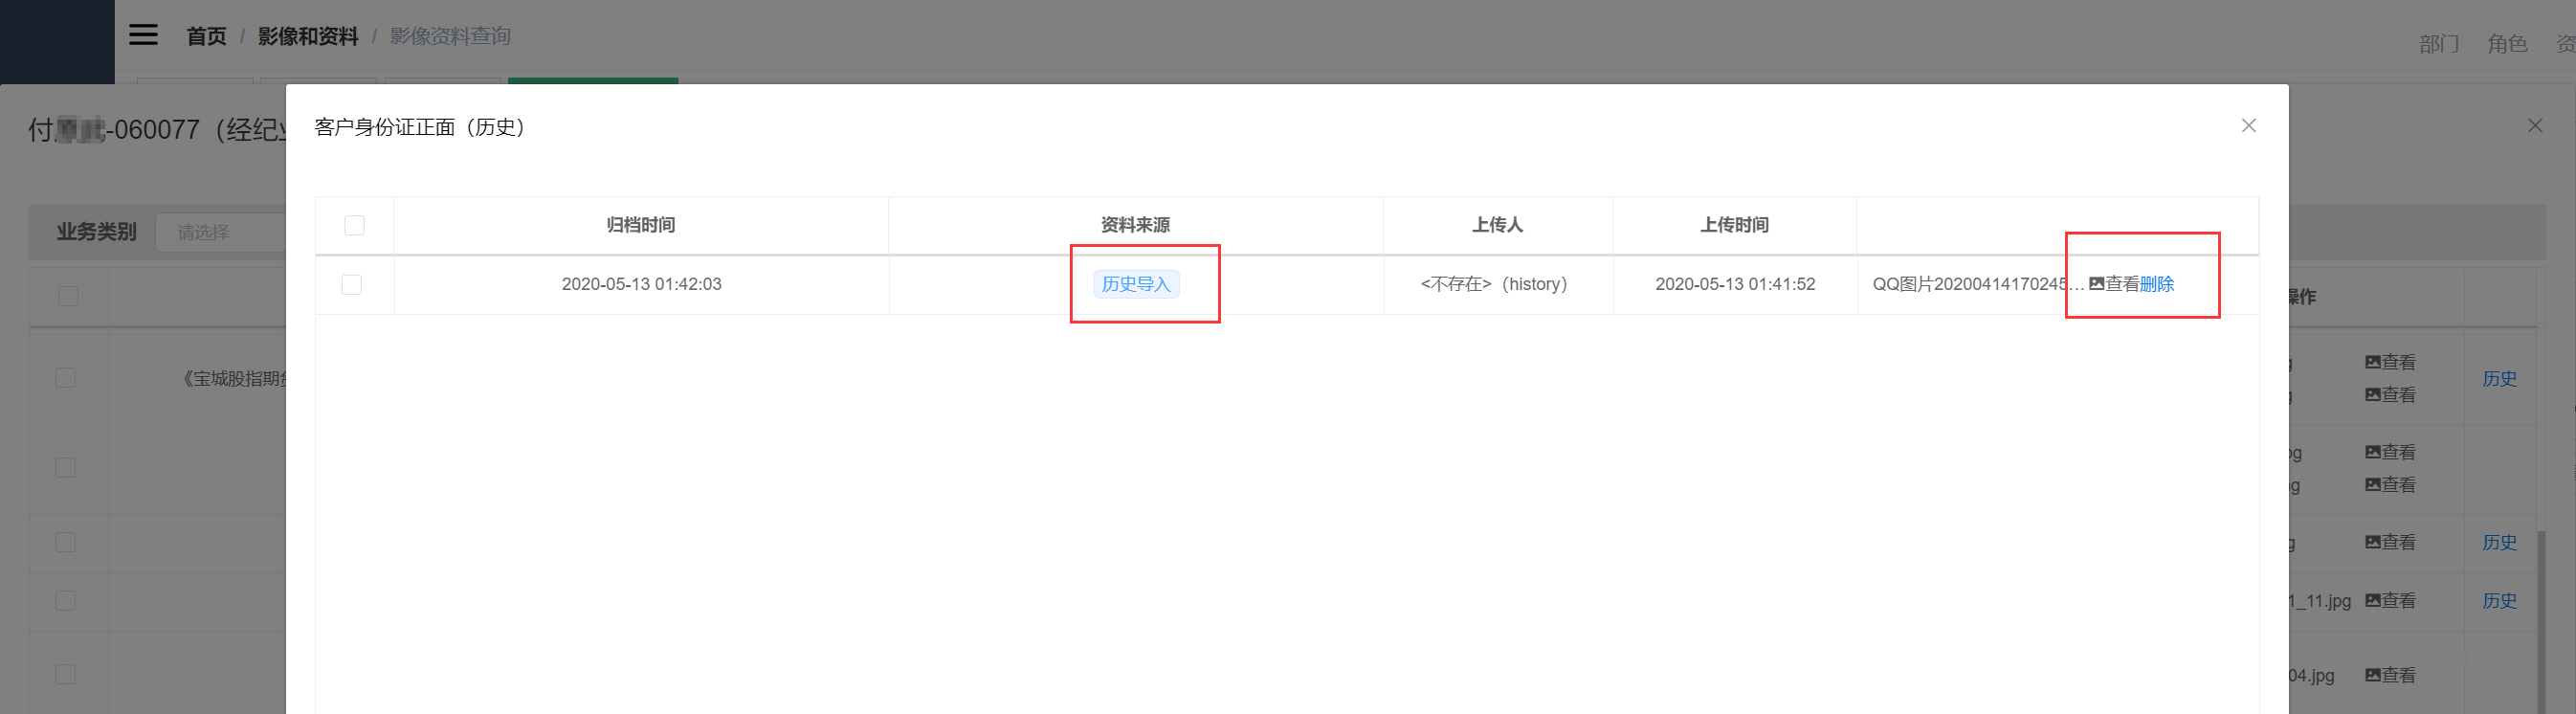 首页 / 影像和资料 / 影像资料查询
部门 角色 资
付 -060077（经纪
客户身份证正面（历史）
业务类别 请选择
归档时间 资料来源 上传人 上传时间
2020-05-13 01:42:03 历史导入 <不存在>（history） 2020-05-13 01:41:52 QQ图片20200414170245... 查看删除
操作
《宝城股指期
查看
查看
历史
查看
查看
g 查看 历史
1_11.jpg 查看 历史
04.jpg 查看